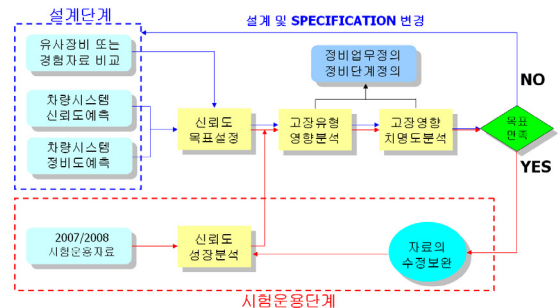 설계단계
설계 및 SPECIFICATION 변경
유사장비 또는
경험자료 비교
정비업무정의
정비단계정의
NO
차량시스템
신뢰도예측
신뢰도
목표설정
고장유형
영향분석
고장영향
치명도분석
목표
만족
차량시스템
정비도예측
YES
2007/2008
시험운용자료
신뢰도
성장분석
자료의
수정보완
시험운용단계